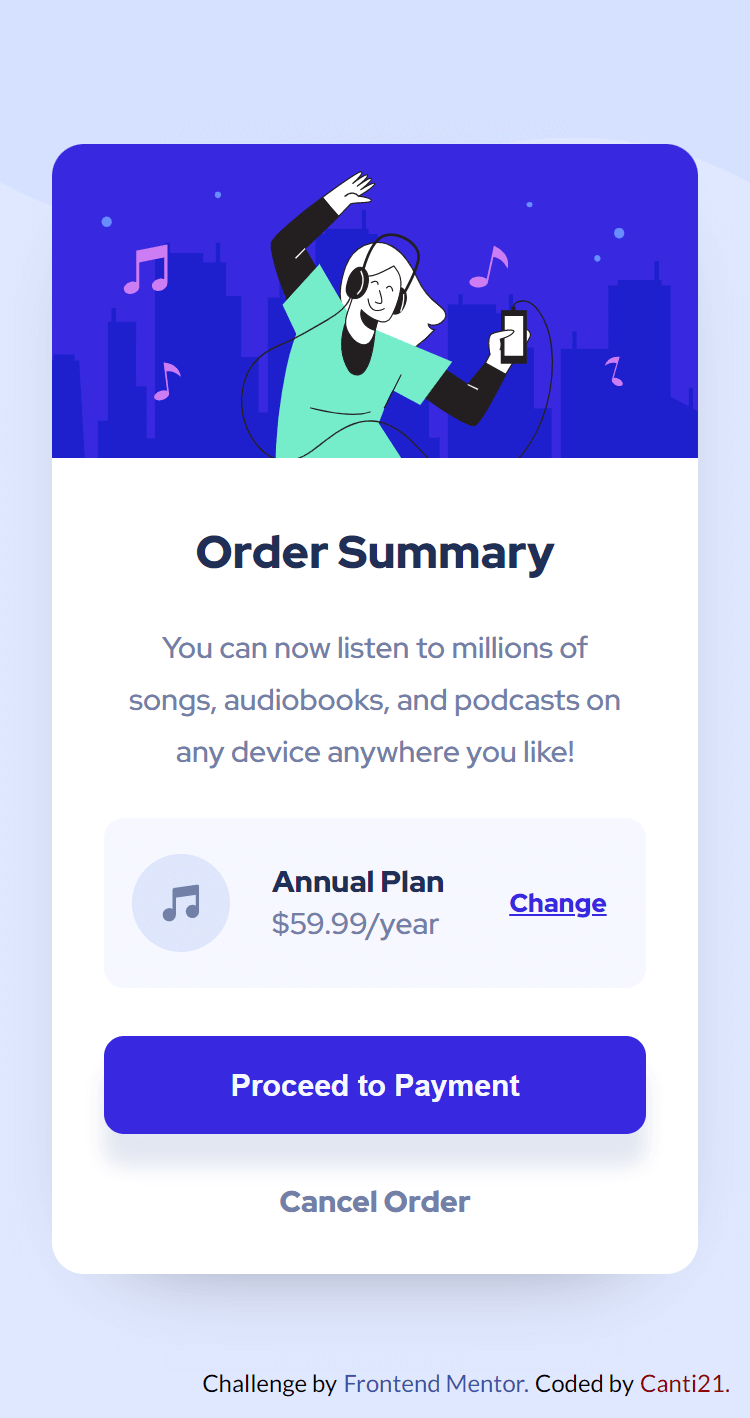 Order Summary
You can now listen to millions of
songs, audiobooks, and podcasts on
any device anywhere you like!
Annual Plan
$59.99/year
Change
Proceed to Payment
Cancel Order
Challenge by Frontend Mentor. Coded by Canti21.